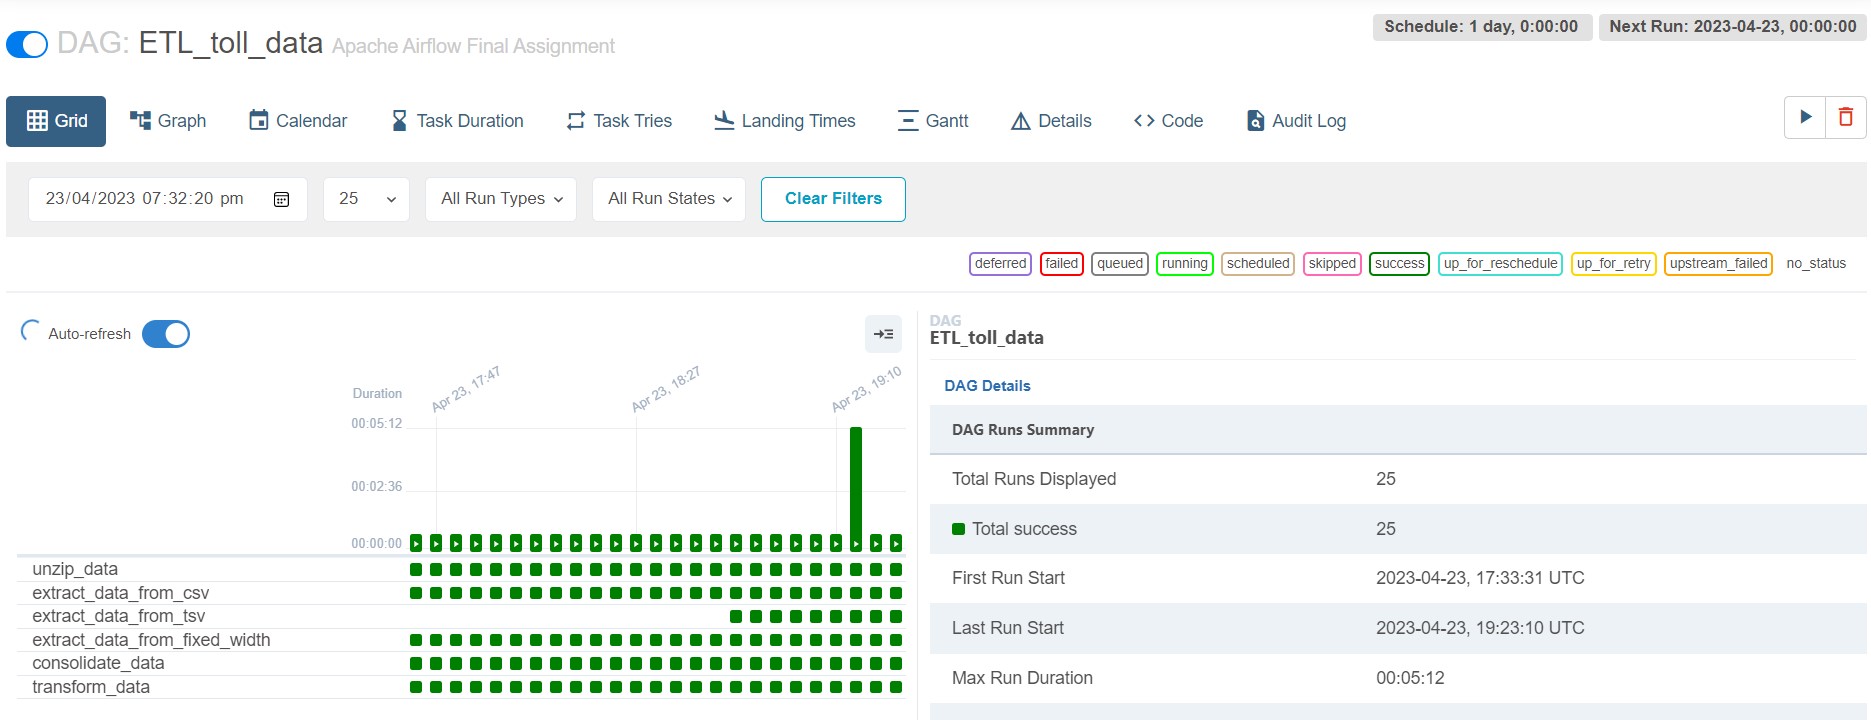 DAG: ETL_toll_data Apache Airflow Final Assignment
Schedule: 1 day, 0:00:00
Next Run: 2023-04-23, 00:00:00
Grid
Graph
Calendar
Task Duration
Task Tries
Landing Times
Gantt
Details
Code
Audit Log
23/04/2023 07:32:20 pm
25
All Run Types
All Run States
Clear Filters
deferred
failed
queued
running
scheduled
skipped
success
up_for_reschedule
up_for_retry
upstream_failed
no_status
Auto-refresh
Duration
Apr 23, 17:47
Apr 23, 18:27
Apr 23, 19:10
00:05:12
00:02:36
00:00:00
unzip_data
extract_data_from_csv
extract_data_from_tsv
extract_data_from_fixed_width
consolidate_data
transform_data
DAG
ETL_toll_data
DAG Details
DAG Runs Summary
Total Runs Displayed 25
Total success 25
First Run Start 2023-04-23, 17:33:31 UTC
Last Run Start 2023-04-23, 19:23:10 UTC
Max Run Duration 00:05:12